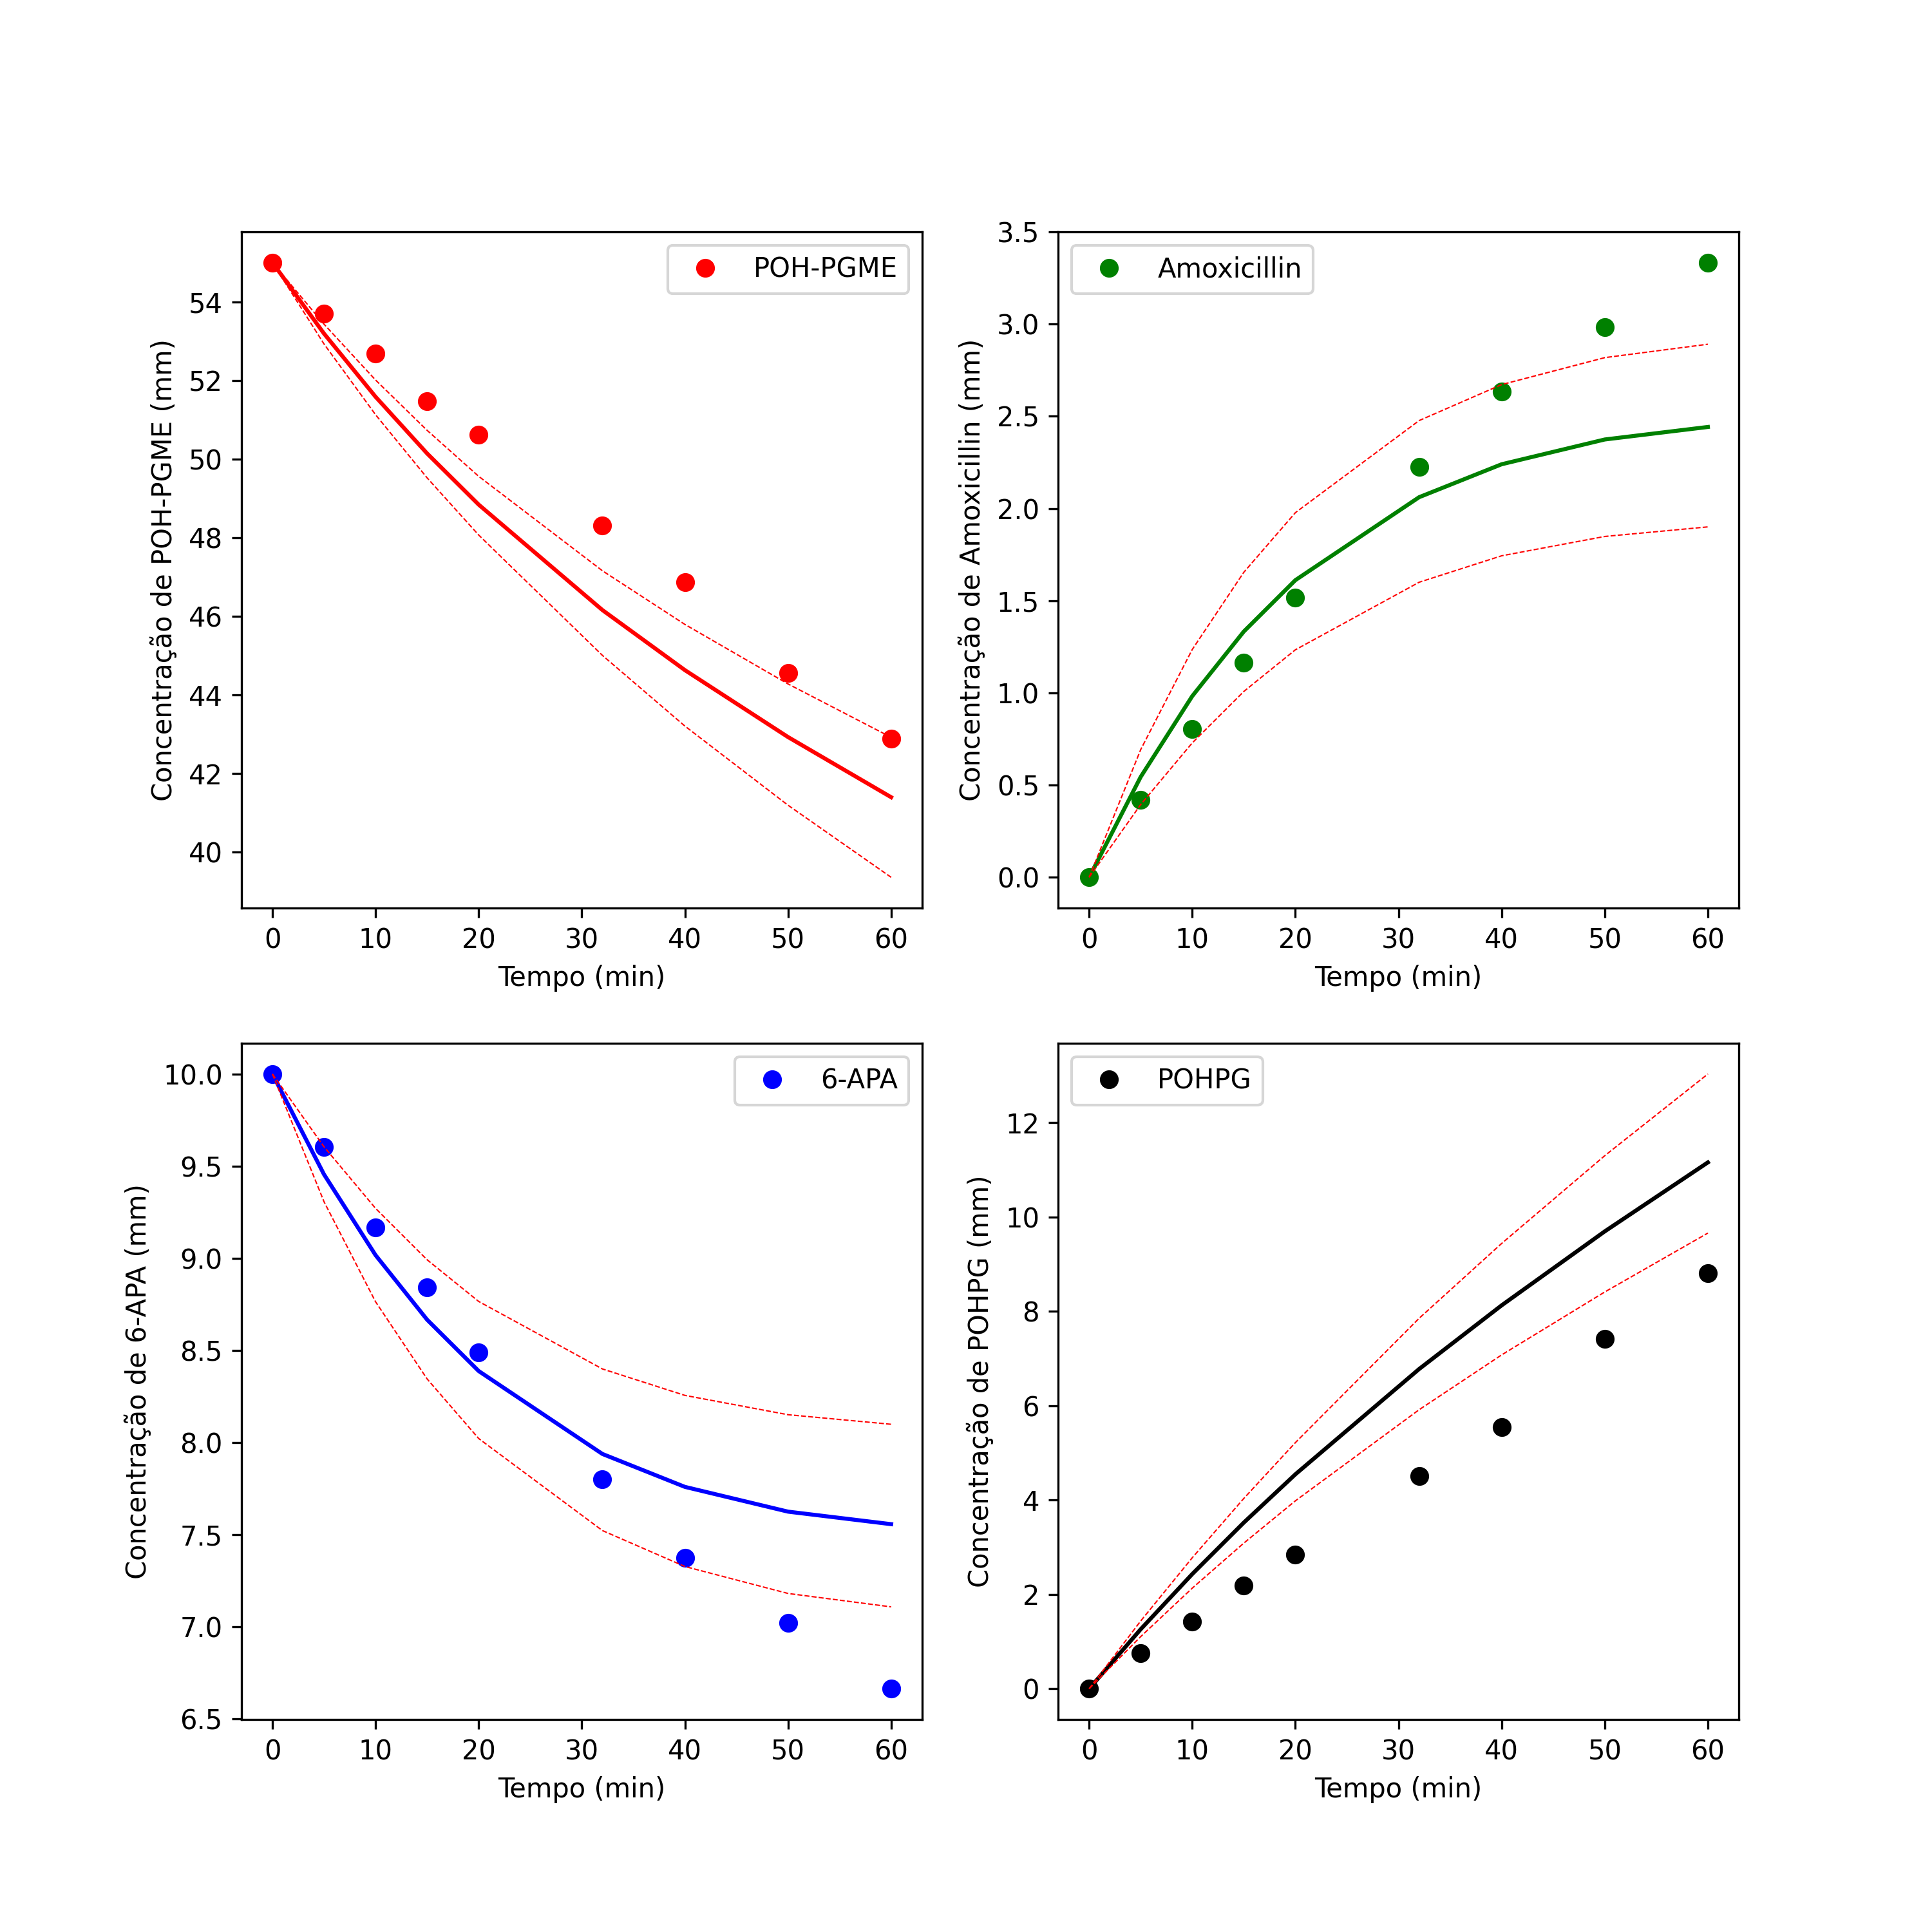 POH-PGME
Concentração de POH-PGME (mm)
54
52
50
48
46
44
42
40
0 10 20 30 40 50 60
Tempo (min)
Amoxicillin
Concentração de Amoxicillin (mm)
3.5
3.0
2.5
2.0
1.5
1.0
0.5
0.0
0 10 20 30 40 50 60
Tempo (min)
6-APA
Concentração de 6-APA (mm)
10.0
9.5
9.0
8.5
8.0
7.5
7.0
6.5
0 10 20 30 40 50 60
Tempo (min)
POHPG
Concentração de POHPG (mm)
12
10
8
6
4
2
0
0 10 20 30 40 50 60
Tempo (min)